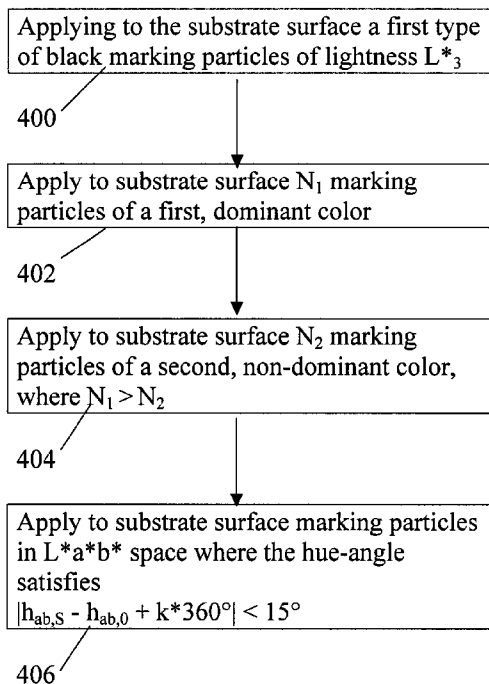 Applying to the substrate surface a first type
of black marking particles of lightness L*₃
400
Apply to substrate surface N₁ marking
particles of a first, dominant color
402
Apply to substrate surface N₂ marking
particles of a second, non-dominant color,
where N₁ > N₂
404
Apply to substrate surface marking particles
in L*a*b* space where the hue-angle
satisfies
|h_ab,S - h_ab,0 + k*360°| < 15°
406